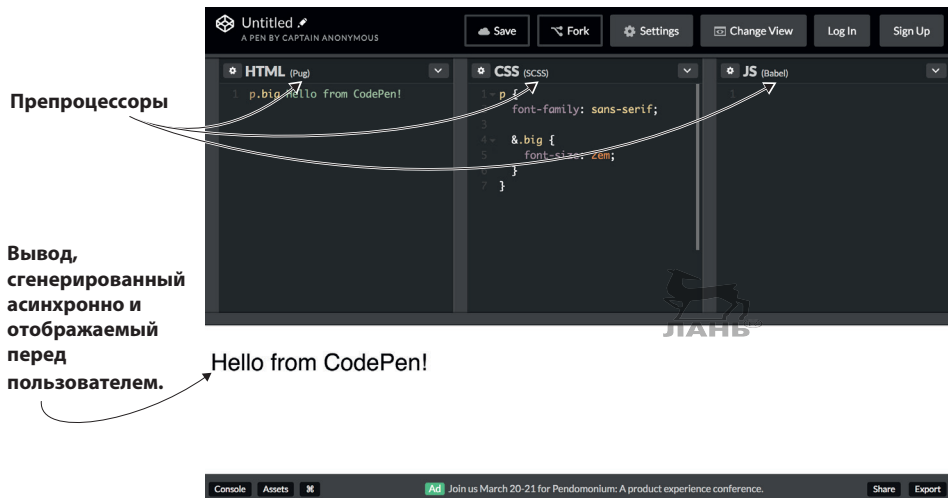 Untitled
A PEN BY CAPTAIN ANONYMOUS
Save
Fork
Settings
Change View
Log In
Sign Up
HTML (Pug)
CSS (SCSS)
JS (Babel)
Препроцессоры
1 p.big Hello from CodePen!
1 p {
font-family: sans-serif;
3
4 &.big {
5 font-size: 2em;
}
7 }
1
Вывод,
сгенерированный
асинхронно и
отображаемый
перед
пользователем.
ЛАНЬ®
Hello from CodePen!
Console
Assets
⌘
Ad Join us March 20-21 for Pendomonium: A product experience conference.
Share
Export